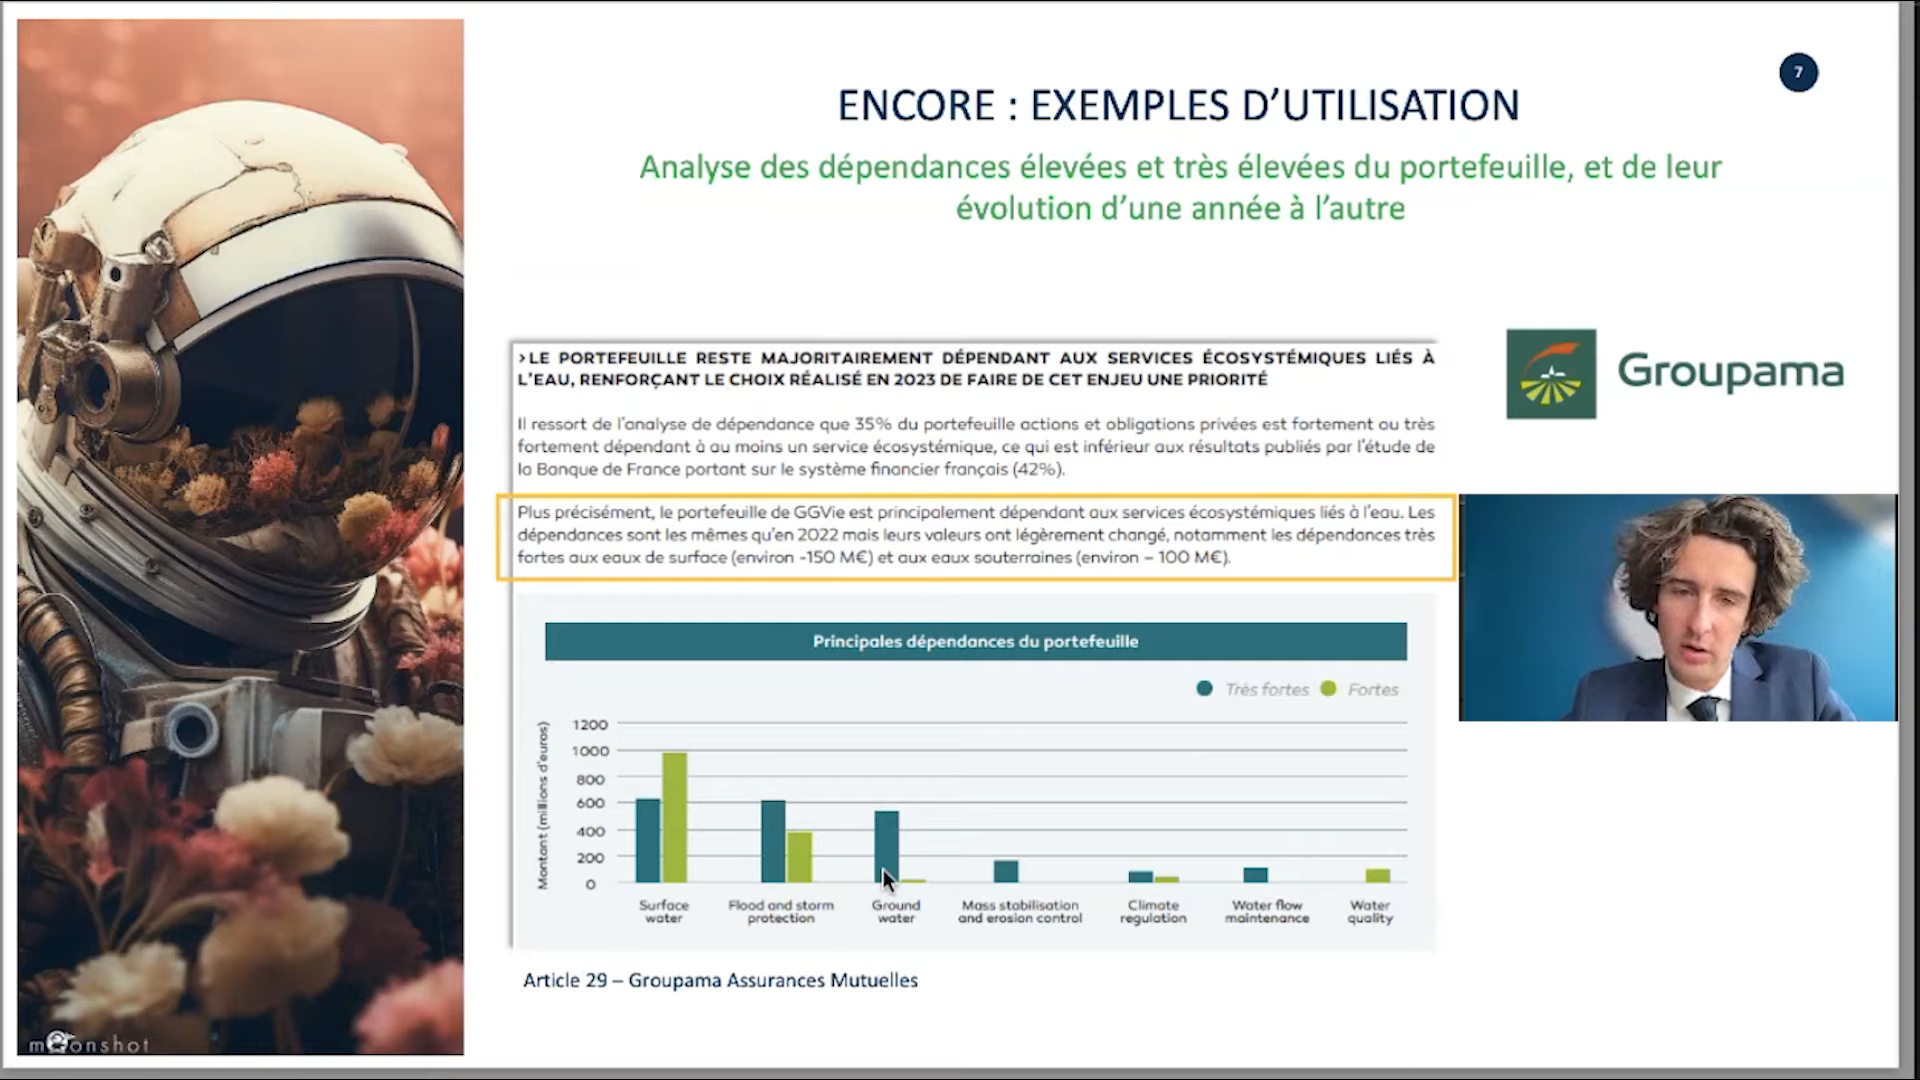 7
ENCORE : EXEMPLES D’UTILISATION
Analyse des dépendances élevées et très élevées du portefeuille, et de leur
évolution d’une année à l’autre
› LE PORTEFEUILLE RESTE MAJORITAIREMENT DÉPENDANT AUX SERVICES ÉCOSYSTÉMIQUES LIÉS À
L’EAU, RENFORÇANT LE CHOIX RÉALISÉ EN 2023 DE FAIRE DE CET ENJEU UNE PRIORITÉ
Il ressort de l’analyse de dépendance que 35% du portefeuille actions et obligations privées est fortement ou très
fortement dépendant à au moins un service écosystémique, ce qui est inférieur aux résultats publiés par l’étude de
la Banque de France portant sur le système financier français (42%).
Plus précisément, le portefeuille de GGVie est principalement dépendant aux services écosystémiques liés à l’eau. Les
dépendances sont les mêmes qu’en 2022 mais leurs valeurs ont légèrement changé, notamment les dépendances très
fortes aux eaux de surface (environ -150 M€) et aux eaux souterraines (environ – 100 M€).
Groupama
Principales dépendances du portefeuille
Très fortes Fortes
Montant (millions d’euros)
1200
1000
800
600
400
200
0
Surface
water
Flood and storm
protection
Ground
water
Mass stabilisation
and erosion control
Climate
regulation
Water flow
maintenance
Water
quality
Article 29 – Groupama Assurances Mutuelles
moonshot